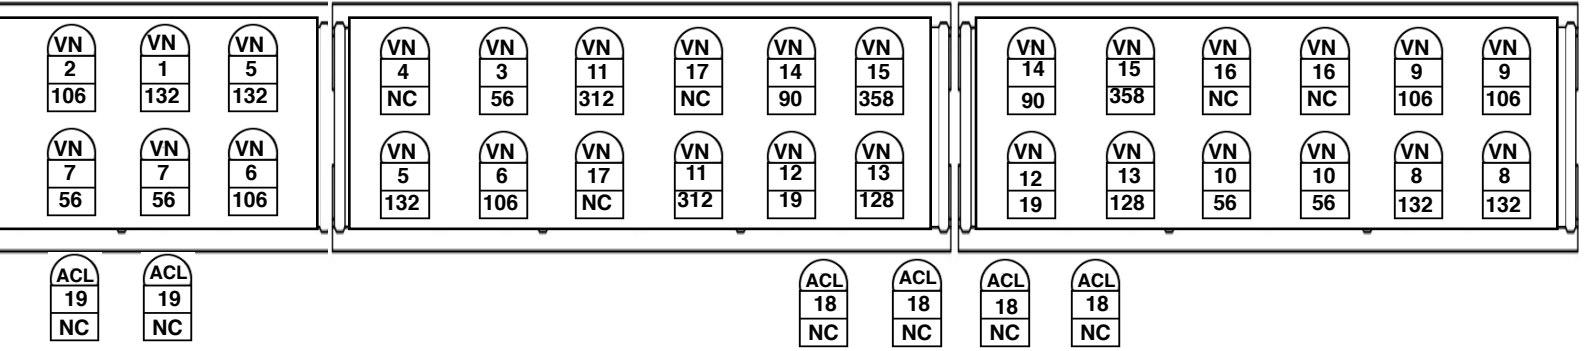 VN VN VN VN VN VN VN VN VN VN VN VN VN VN VN
2 1 5 4 3 11 17 14 15 14 15 16 16 9 9
106 132 132 NC 56 312 NC 90 358 90 358 NC NC 106 106
VN VN VN VN VN VN VN VN VN VN VN VN VN VN VN
7 7 6 5 6 17 11 12 13 12 13 10 10 8 8
56 56 106 132 106 NC 312 19 128 19 128 56 56 132 132
ACL ACL ACL ACL ACL ACL
19 19 18 18 18 18
NC NC NC NC NC NC